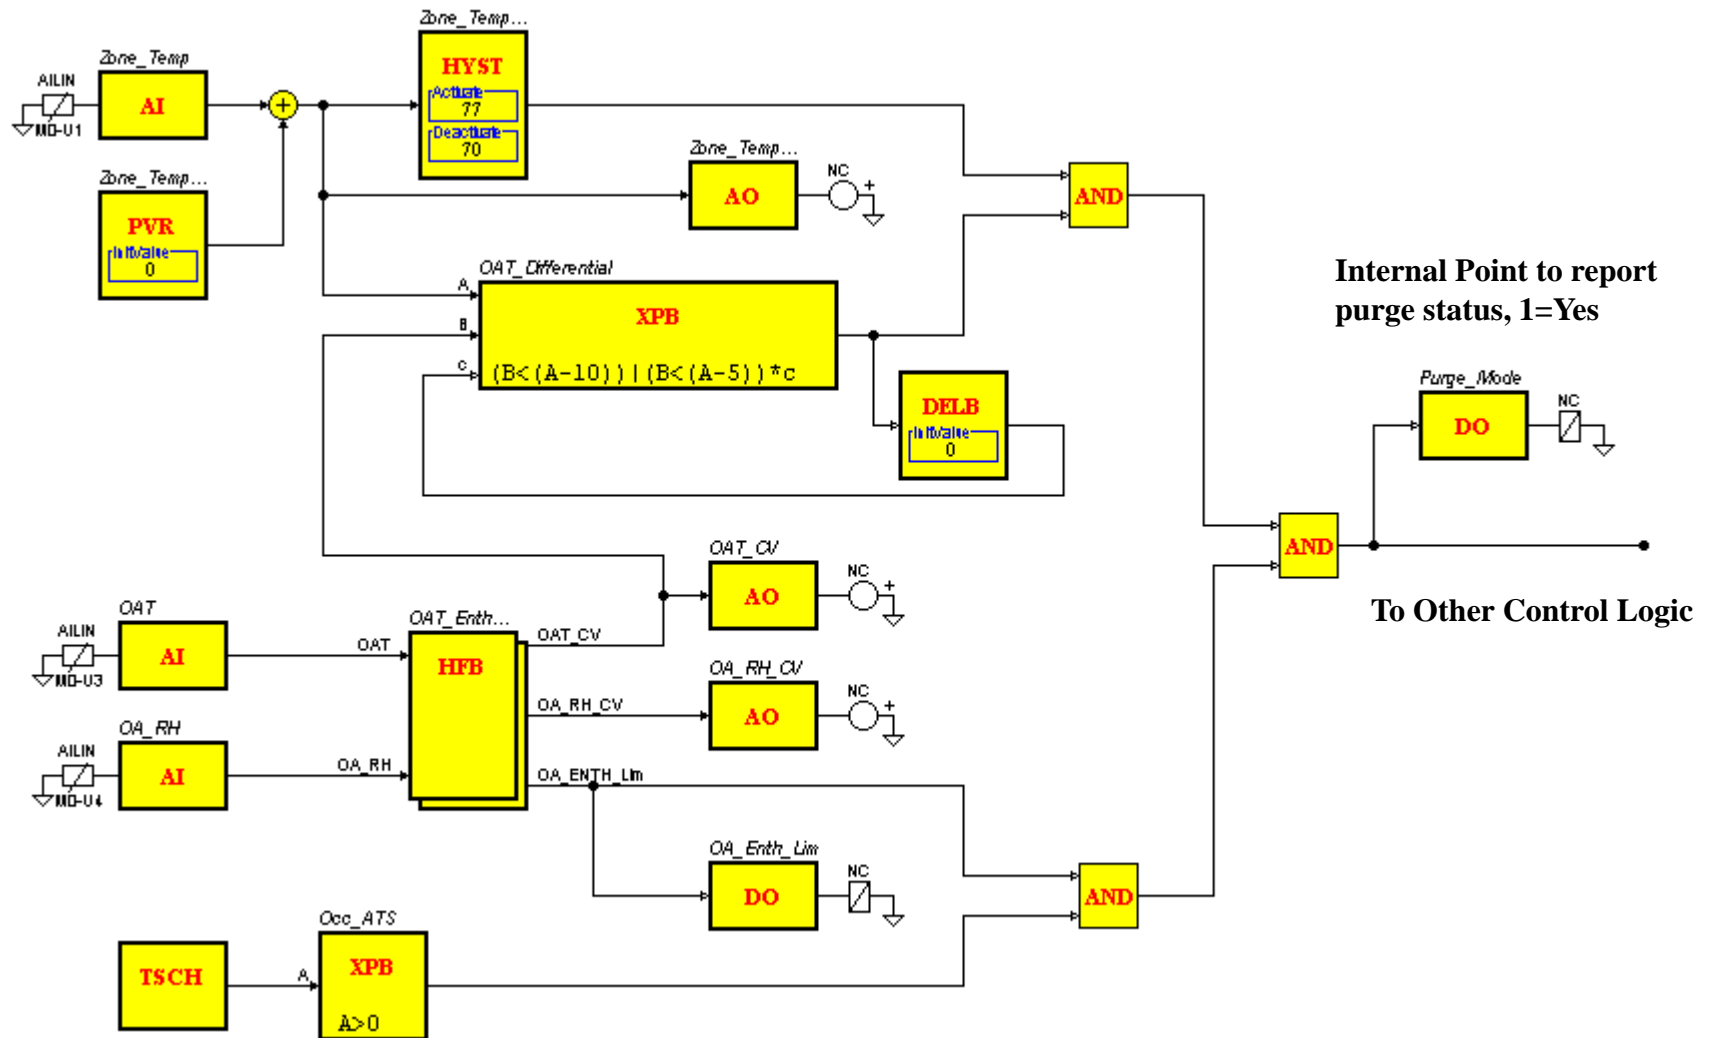 Zone_Temp...
HYST
Actuate
77
Deactuate
70
Zone_Temp
AILIN
AI
+
MO-U1
Zone_Temp...
PVR
InitValue
0
Zone_Temp...
AO
NC
+
AND
OAT_Differential
A
B
C
XPB
(B<(A-10))|(B<(A-5))*c
DELB
InitValue
0
Internal Point to report
purge status, 1=Yes
Purge_Mode
DO
NC
AND
To Other Control Logic
OAT_CV
AO
NC
+
OAT
AILIN
AI
MO-U3
OAT
OAT_Enth...
HFB
OAT_CV
OA_RH_CV
AO
NC
+
OA_RH_CV
OA_RH
AILIN
AI
MO-U4
OA_RH
OA_ENTH_Lim
OA_Enth_Lim
DO
NC
AND
Occ_ATS
TSCH
A
XPB
A>0